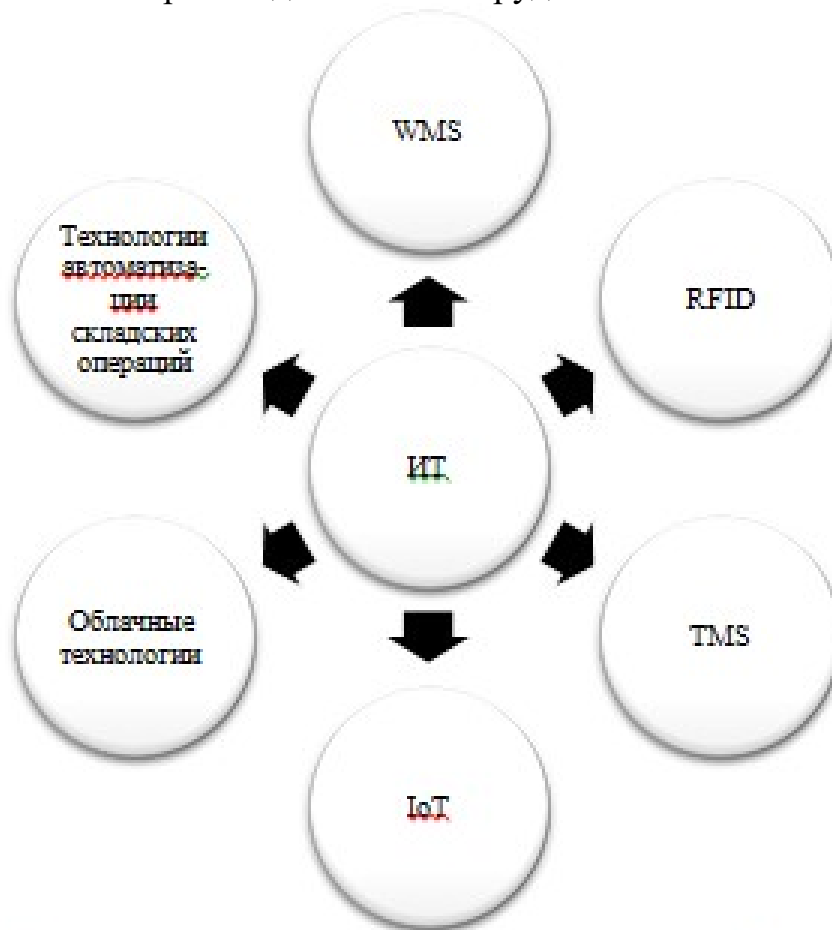 WMS
Технологии
автоматиза-
ции
складских
операций
RFID
ИТ
Облачные
технологии
TMS
IoT